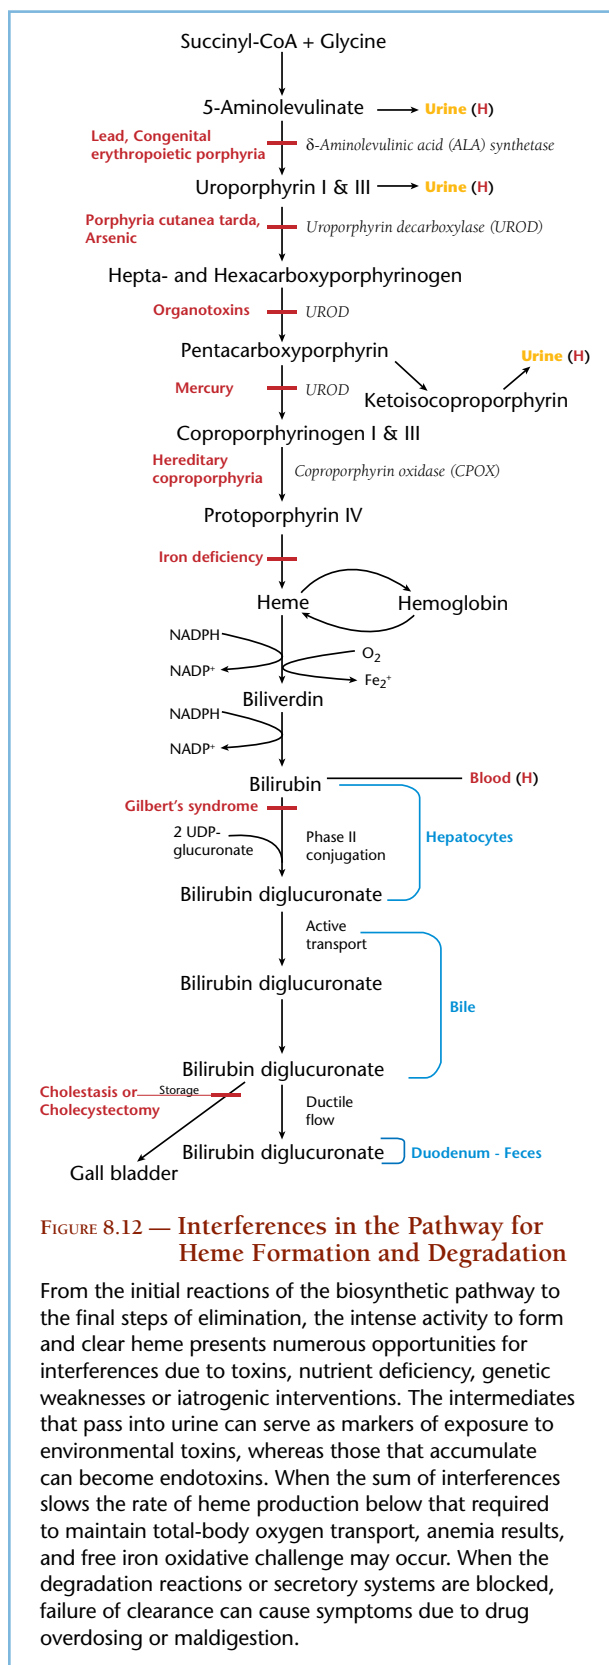 Succinyl-CoA + Glycine
5-Aminolevulinate
Urine (H)
Lead, Congenital
erythropoietic porphyria
δ-Aminolevulinic acid (ALA) synthetase
Uroporphyrin I & III
Urine (H)
Porphyria cutanea tarda,
Arsenic
Uroporphyrin decarboxylase (UROD)
Hepta- and Hexacarboxyporphyrinogen
Organotoxins
UROD
Pentacarboxyporphyrin
Urine (H)
Mercury
UROD
Ketoisocoproporphyrin
Coproporphyrinogen I & III
Hereditary
coproporphyria
Coproporphyrin oxidase (CPOX)
Protoporphyrin IV
Iron deficiency
Heme
Hemoglobin
NADPH
O2
NADP+
Fe2+
Biliverdin
NADPH
NADP+
Bilirubin
Blood (H)
Gilbert's syndrome
2 UDP-
glucuronate
Phase II
conjugation
Hepatocytes
Bilirubin diglucuronate
Active
transport
Bilirubin diglucuronate
Bile
Bilirubin diglucuronate
Cholestasis or
Cholecystectomy
Storage
Ductile
flow
Bilirubin diglucuronate
Duodenum - Feces
Gall bladder
Figure 8.12 — Interferences in the Pathway for
Heme Formation and Degradation
From the initial reactions of the biosynthetic pathway to
the final steps of elimination, the intense activity to form
and clear heme presents numerous opportunities for
interferences due to toxins, nutrient deficiency, genetic
weaknesses or iatrogenic interventions. The intermediates
that pass into urine can serve as markers of exposure to
environmental toxins, whereas those that accumulate
can become endotoxins. When the sum of interferences
slows the rate of heme production below that required
to maintain total-body oxygen transport, anemia results,
and free iron oxidative challenge may occur. When the
degradation reactions or secretory systems are blocked,
failure of clearance can cause symptoms due to drug
overdosing or maldigestion.